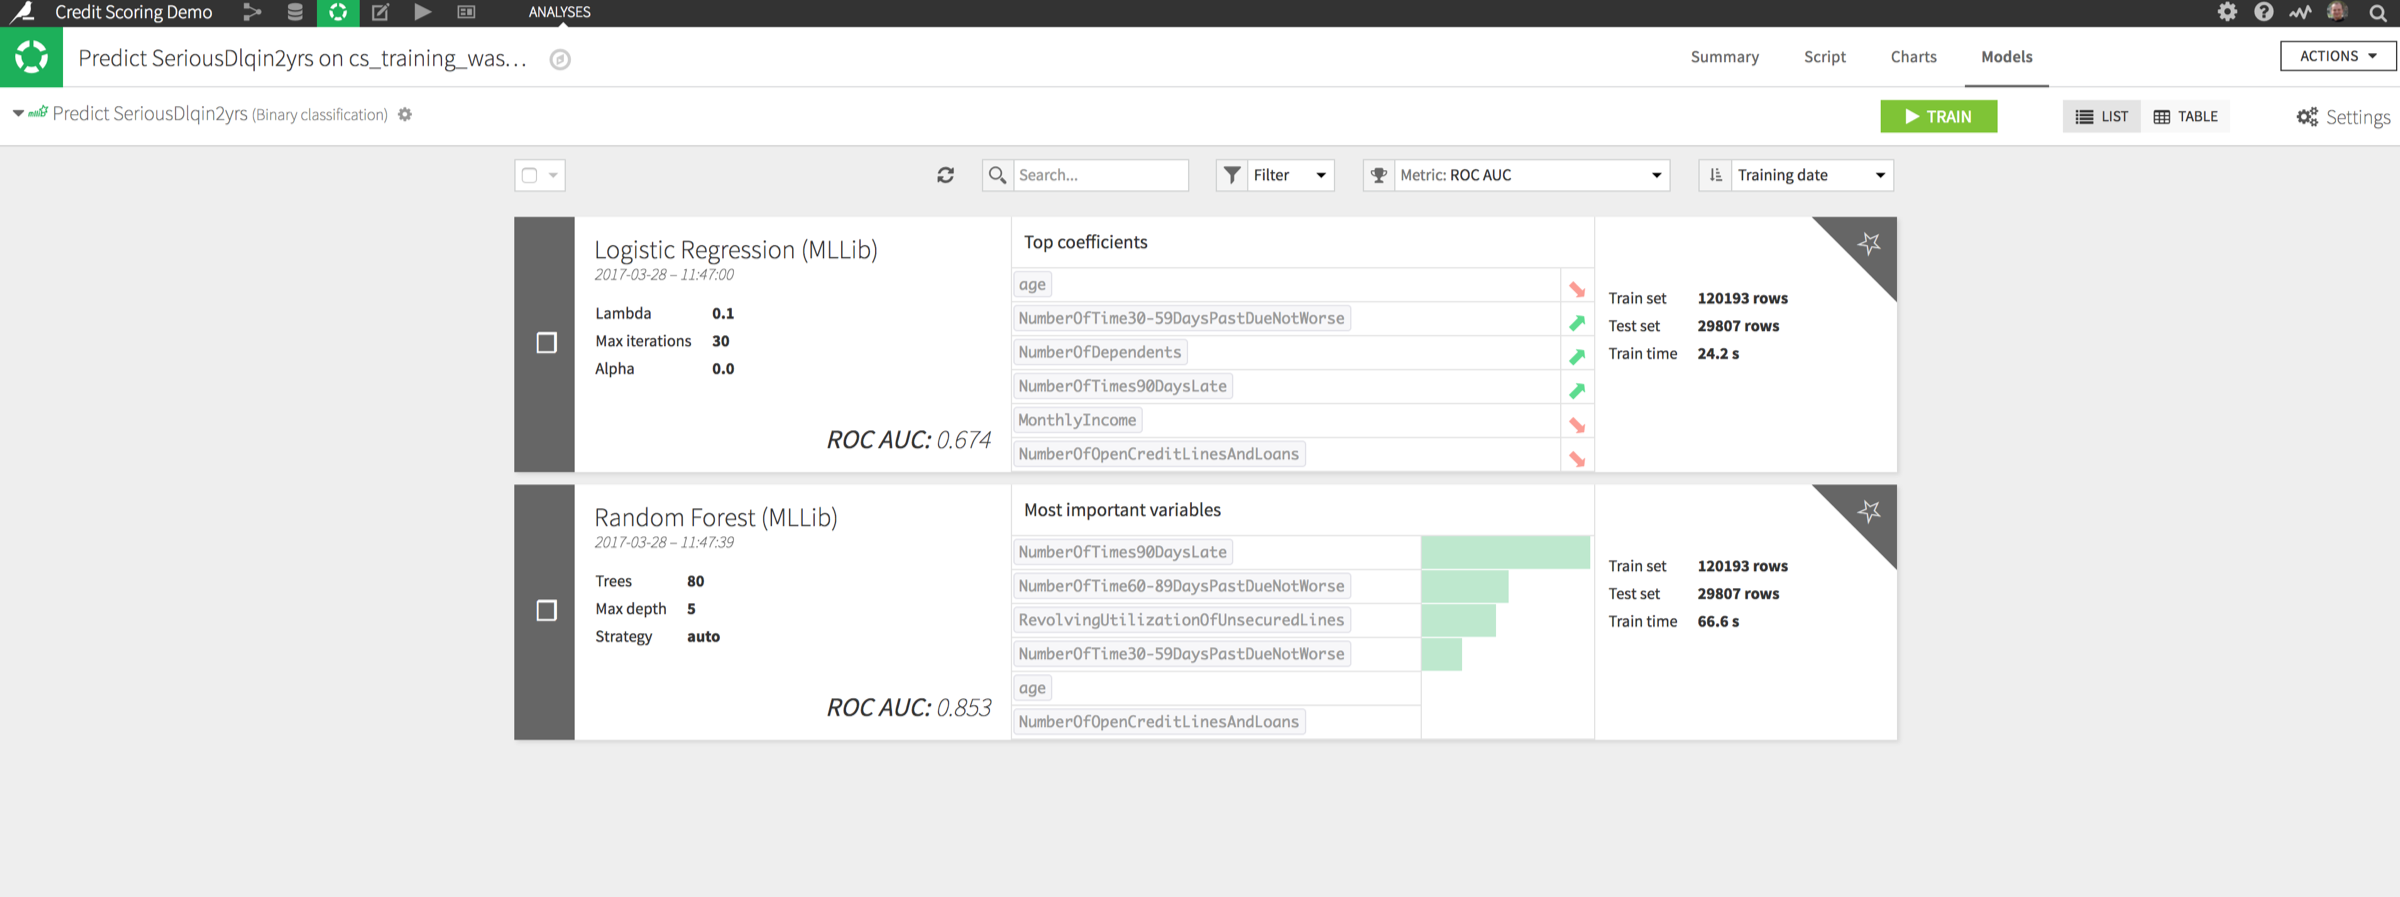 Credit Scoring Demo
ANALYSES
Predict SeriousDlqin2yrs on cs_training_was...
Summary
Script
Charts
Models
ACTIONS
mllib Predict SeriousDlqin2yrs (Binary classification)
TRAIN
LIST
TABLE
Settings
Search...
Filter
Metric: ROC AUC
Training date
Logistic Regression (MLLib)
2017-03-28 – 11:47:00
Lambda 0.1
Max iterations 30
Alpha 0.0
ROC AUC: 0.674
Top coefficients
age
NumberOfTime30-59DaysPastDueNotWorse
NumberOfDependents
NumberOfTimes90DaysLate
MonthlyIncome
NumberOfOpenCreditLinesAndLoans
Train set 120193 rows
Test set 29807 rows
Train time 24.2 s
Random Forest (MLLib)
2017-03-28 – 11:47:39
Trees 80
Max depth 5
Strategy auto
ROC AUC: 0.853
Most important variables
NumberOfTimes90DaysLate
NumberOfTime60-89DaysPastDueNotWorse
RevolvingUtilizationOfUnsecuredLines
NumberOfTime30-59DaysPastDueNotWorse
age
NumberOfOpenCreditLinesAndLoans
Train set 120193 rows
Test set 29807 rows
Train time 66.6 s